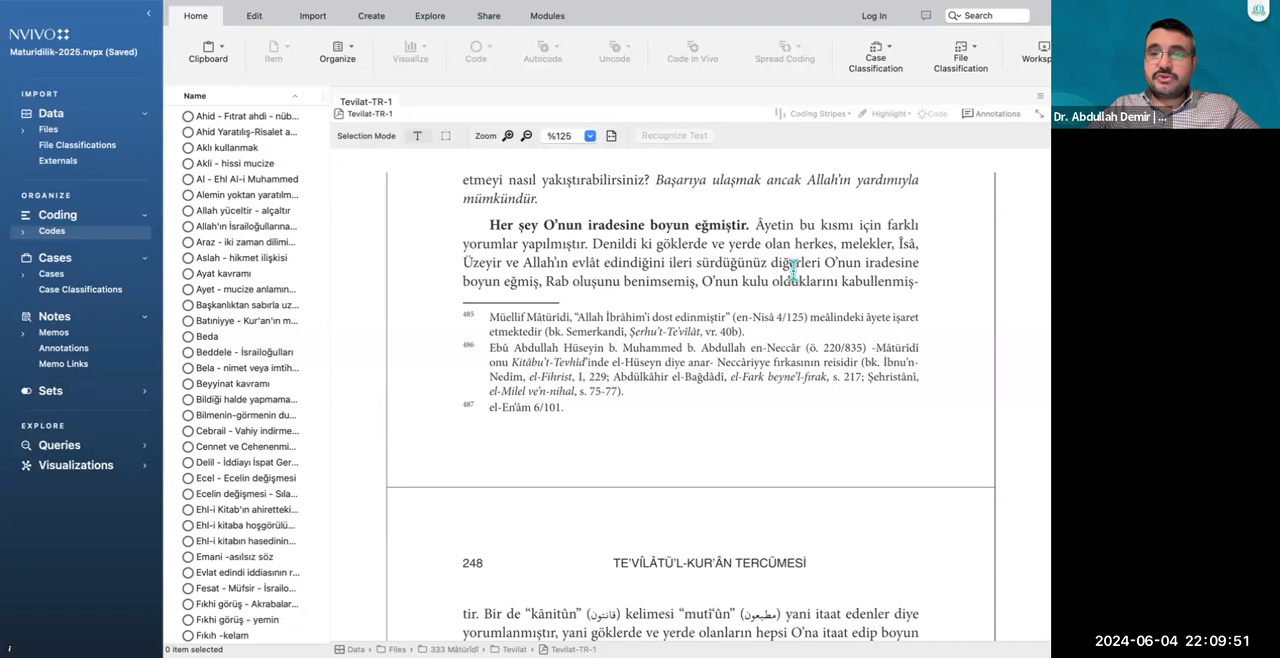 NVIVO
Maturidilik-2025.nvpx (Saved)
IMPORT
Data
Files
File Classifications
Externals
ORGANIZE
Coding
Codes
Cases
Cases
Case Classifications
Notes
Memos
Annotations
Memo Links
Sets
EXPLORE
Queries
Visualizations
Home Edit Import Create Explore Share Modules Log In Search
Clipboard Item Organize Visualize Code Autocode Uncode Code in Vivo Spread Coding Case Classification File Classification Worksp
Name
Ahid - Fıtrat ahdi - nüb...
Ahid Yaratılış-Risalet a...
Aklı kullanmak
Akli - hissi mucize
Al - Ehl Al-i Muhammed
Alemin yoktan yaratılm...
Allah yüceltir - alçaltır
Allah'ın İsrailoğullarına...
Araz - iki zaman dilimi...
Aslah - hikmet ilişkisi
Ayat kavramı
Ayet - mucize anlamın...
Başkanlıktan sabırla uz...
Batıniyye - Kur'an'ın m...
Beda
Beddele - İsrailoğulları
Bela - nimet veya imtih...
Beyyinat kavramı
Bildiği halde yapmama...
Bilmenin-görmenin du...
Cebrail - Vahiy indirme...
Cennet ve Cehenenmi...
Delil - İddiayı İspat Ger...
Ecel - Ecelin değişmesi
Ecelin değişmesi - Sıla...
Ehl-i Kitab'ın ahiretteki...
Ehl-i kitaba hoşgörülü...
Ehl-i kitabın hasedinin...
Emani -asılsız söz
Evlat edindi iddiasının r...
Fesat - Müfsir - İsrailo...
Fıkhi görüş - Akrabalar...
Fıkhi görüş - yemin
Fıkıh -kelam
0 item selected
Tevilat-TR-1
Tevilat-TR-1 Coding Stripes Highlight Code Annotations
Selection Mode T Zoom %125 Recognize Text
etmeyi nasıl yakıştırabilirsiniz? Başarıya ulaşmak ancak Allah'ın yardımıyla
mümkündür.
Her şey O'nun iradesine boyun eğmiştir. Âyetin bu kısmı için farklı
yorumlar yapılmıştır. Denildi ki göklerde ve yerde olan herkes, melekler, Îsâ,
Üzeyir ve Allah'ın evlât edindiğini ileri sürdüğünüz diğerleri O'nun iradesine
boyun eğmiş, Rab oluşunu benimsemiş, O'nun kulu olduklarını kabullenmiş-
485 Müellif Mâtürîdî, "Allah İbrâhim'i dost edinmiştir" (en-Nisâ 4/125) meâlindeki âyete işaret
etmektedir (bk. Semerkandî, Şerhu't-Te'vîlât, vr. 40b).
486 Ebû Abdullah Hüseyin b. Muhammed b. Abdullah en-Neccâr (ö. 220/835) -Mâtürîdî
onu Kitâbu't-Tevhîd'inde el-Hüseyn diye anar- Neccâriyye fırkasının reisidir (bk. İbnu'n-
Nedîm, el-Fihrist, I, 229; Abdülkâhir el-Bağdâdî, el-Fark beyne'l-fırak, s. 217; Şehristânî,
el-Milel ve'n-nihal, s. 75-77).
487 el-En'âm 6/101.
248 TE'VÎLÂTÜ'L-KUR'ÂN TERCÜMESİ
tir. Bir de "kānitûn" (قانتون) kelimesi "mutî'ûn" (مطيعون) yani itaat edenler diye
yorumlanmıştır, yani göklerde ve yerde olanların hepsi O'na itaat edip boyun
Data Files 333 Mâtürîdî Tevilat Tevilat-TR-1
Dr. Abdullah Demir | ...
2024-06-04 22:09:51